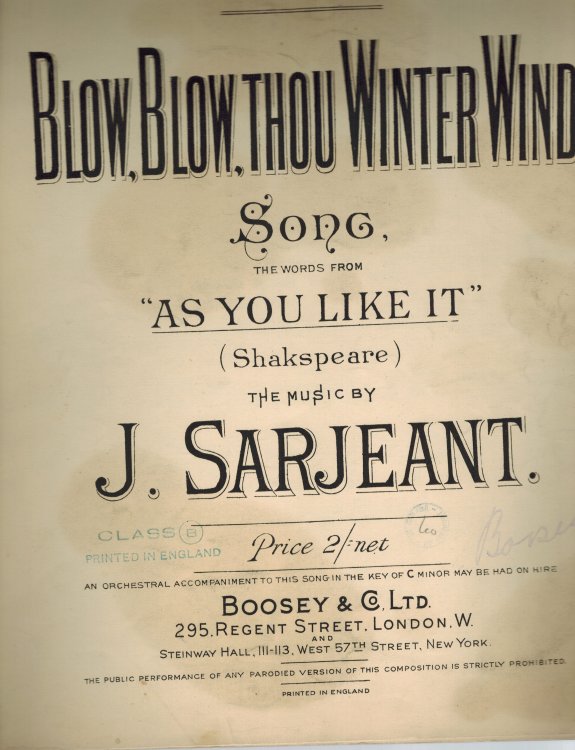 BLOW, BLOW, THOU WINTER WIND
Song,
THE WORDS FROM
"AS YOU LIKE IT"
(Shakspeare)
THE MUSIC BY
J. SARJEANT.
CLASS B
PRINTED IN ENGLAND
Price 2/= net
AN ORCHESTRAL ACCOMPANIMENT TO THIS SONG IN THE KEY OF C MINOR MAY BE HAD ON HIRE
BOOSEY & Co, LTD.
295, REGENT STREET, LONDON, W.
AND
STEINWAY HALL, 111-113, WEST 57TH STREET, NEW YORK.
THE PUBLIC PERFORMANCE OF ANY PARODIED VERSION OF THIS COMPOSITION IS STRICTLY PROHIBITED.
PRINTED IN ENGLAND